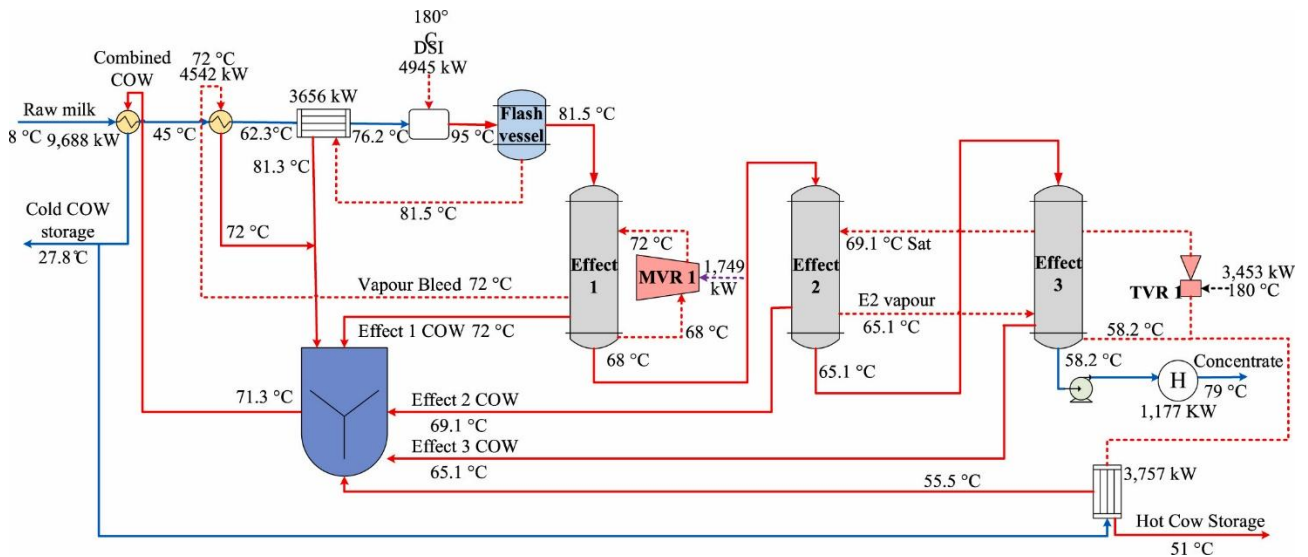 180°
C
DSI
4945 kW
Combined
COW
72 °C
4542 kW
3656 kW
Raw milk
8 °C
9,688 kW
45 °C
62.3°C
76.2 °C
95 °C
Flash
vessel
81.5 °C
81.3 °C
81.5 °C
Cold COW
storage
27.8℃
72 °C
Vapour Bleed 72 °C
Effect 1 COW 72 °C
Effect
1
72 °C
MVR 1
1,749
kW
68 °C
68 °C
Effect
2
69.1 °C Sat
E2 vapour
65.1 °C
65.1 °C
Effect
3
TVR 1
3,453 kW
180 °C
58.2 °C
58.2 °C
Concentrate
H
79 °C
1,177 KW
71.3 °C
Effect 2 COW
69.1 °C
Effect 3 COW
65.1 °C
55.5 °C
3,757 kW
Hot Cow Storage
51 °C